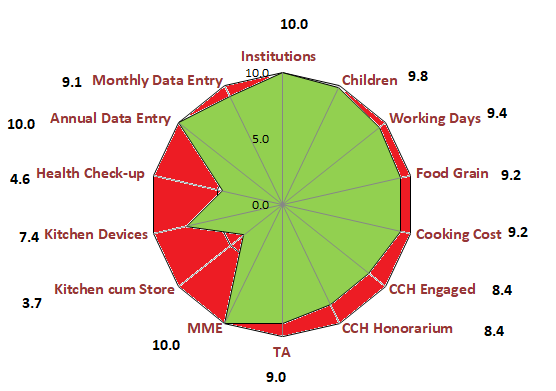 10.0
Institutions
10.0
9.1 Monthly Data Entry
Children 9.8
10.0 Annual Data Entry
Working Days 9.4
5.0
4.6 Health Check-up
Food Grain 9.2
0.0
7.4 Kitchen Devices
Cooking Cost 9.2
3.7 Kitchen cum Store
CCH Engaged 8.4
10.0 MME
CCH Honorarium 8.4
TA
9.0